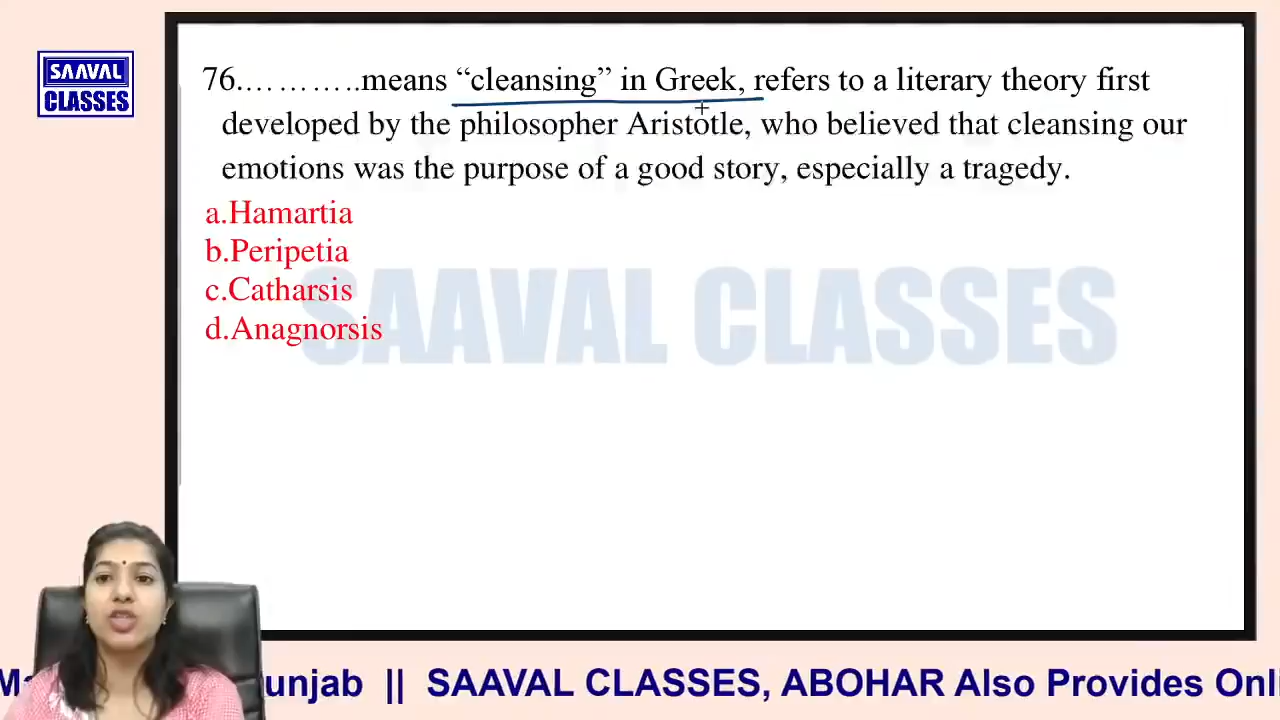 SAAVAL
CLASSES
76.………..means “cleansing” in Greek, refers to a literary theory first
developed by the philosopher Aristotle, who believed that cleansing our
emotions was the purpose of a good story, especially a tragedy.
a.Hamartia
b.Peripetia
c.Catharsis
d.Anagnorsis
SAAVAL CLASSES
unjab || SAAVAL CLASSES, ABOHAR Also Provides Onl